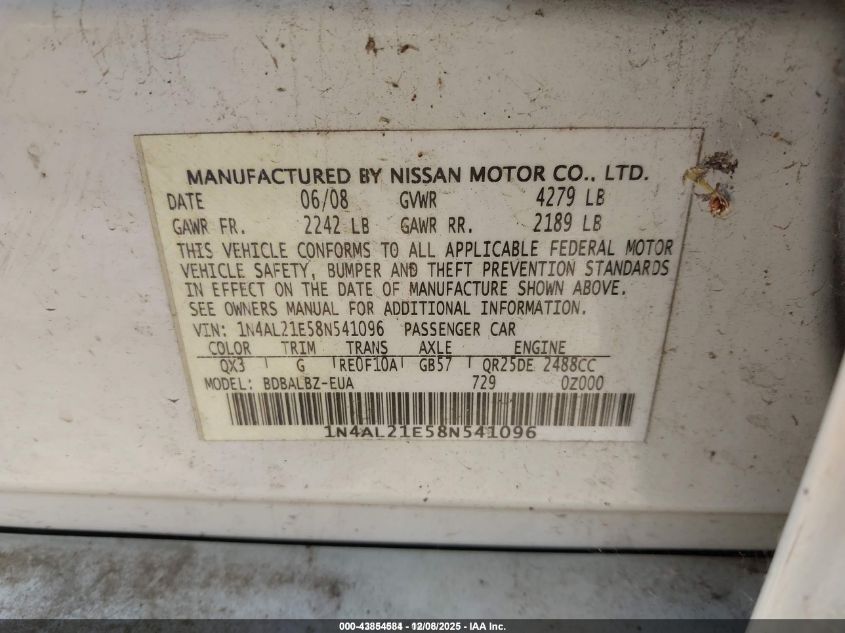 MANUFACTURED BY NISSAN MOTOR CO., LTD.
DATE 06/08 GVWR 4279 LB
GAWR FR. 2242 LB GAWR RR. 2189 LB
THIS VEHICLE CONFORMS TO ALL APPLICABLE FEDERAL MOTOR
VEHICLE SAFETY, BUMPER AND THEFT PREVENTION STANDARDS
IN EFFECT ON THE DATE OF MANUFACTURE SHOWN ABOVE.
SEE OWNERS MANUAL FOR ADDITIONAL INFORMATION.
VIN: 1N4AL21E58N541096 PASSENGER CAR
COLOR TRIM TRANS AXLE ENGINE
QX3 G RE0F10A GB57 QR25DE 2488CC
MODEL: BDBALBZ-EUA 729 0Z000
1N4AL21E58N541096
000-43854584 - 12/08/2025 - IAA Inc.